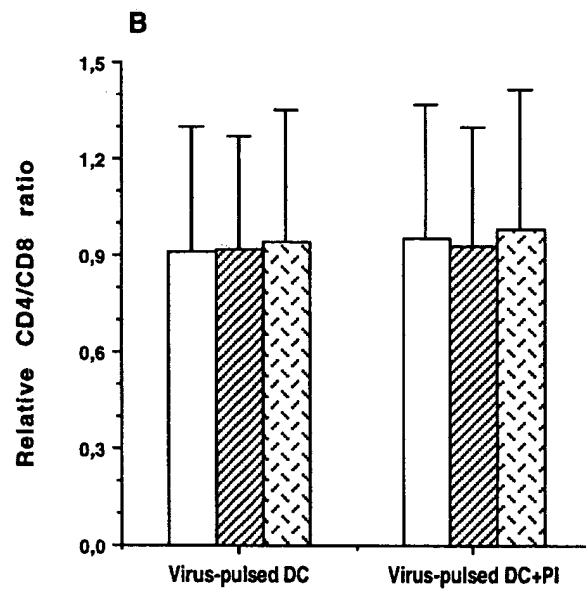 B
1,5
1,2
0,9
0,6
0,3
0,0
Relative CD4/CD8 ratio
Virus-pulsed DC Virus-pulsed DC+PI